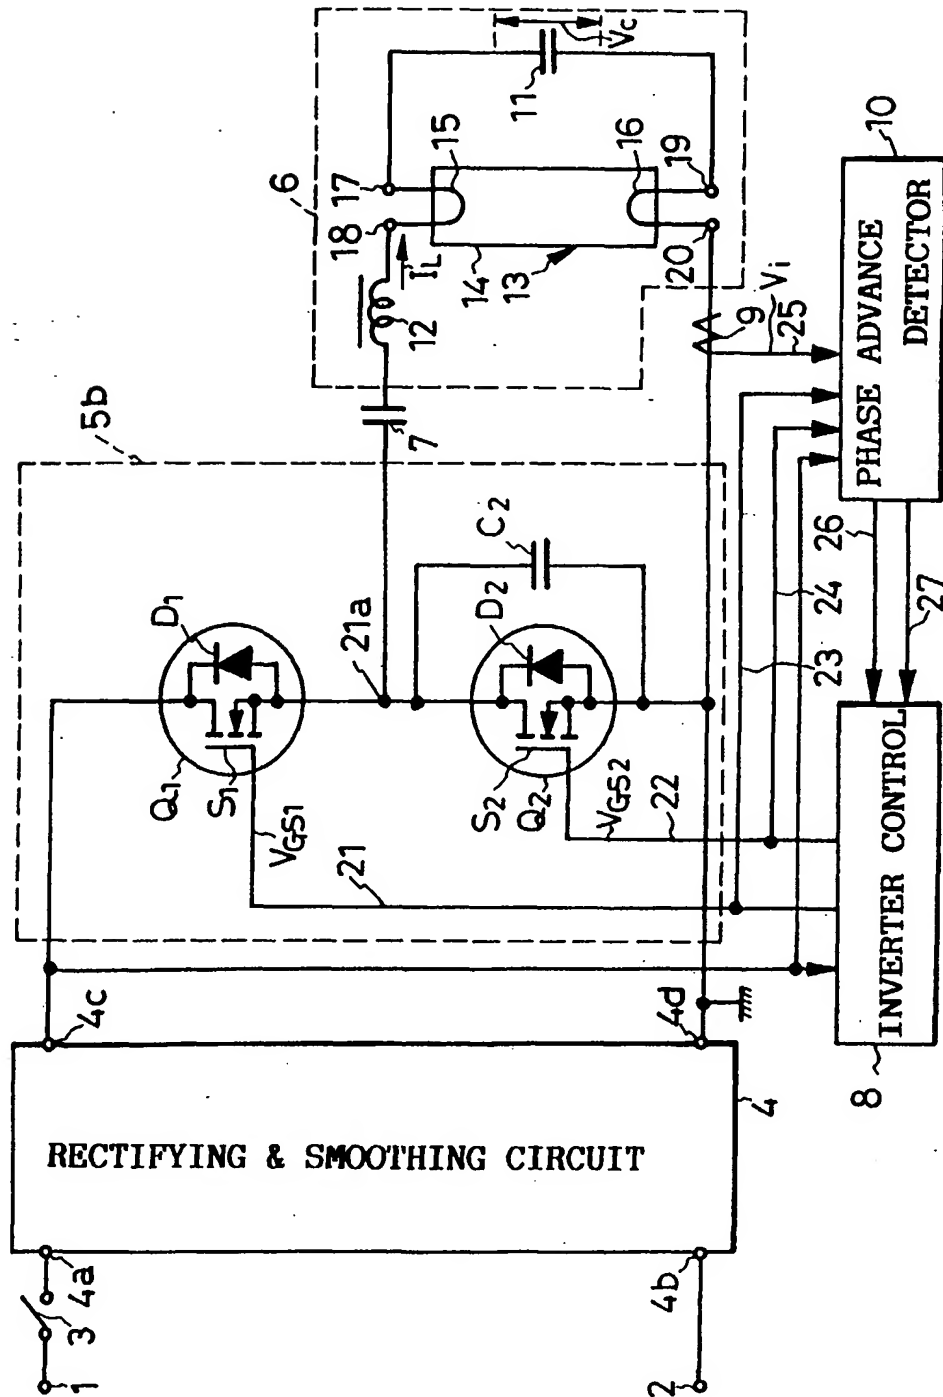 1
2
3
4a
4b
RECTIFYING & SMOOTHING CIRCUIT
4
4c
4d
5b
Q1
S1
D1
VGS1
21
21a
S2
Q2
D2
C2
VGS2
22
7
6
12
IL
18
17
15
14
13
16
20
19
11
Vc
9
Vi
25
23
24
8
INVERTER CONTROL
26
27
PHASE ADVANCE
DETECTOR
10